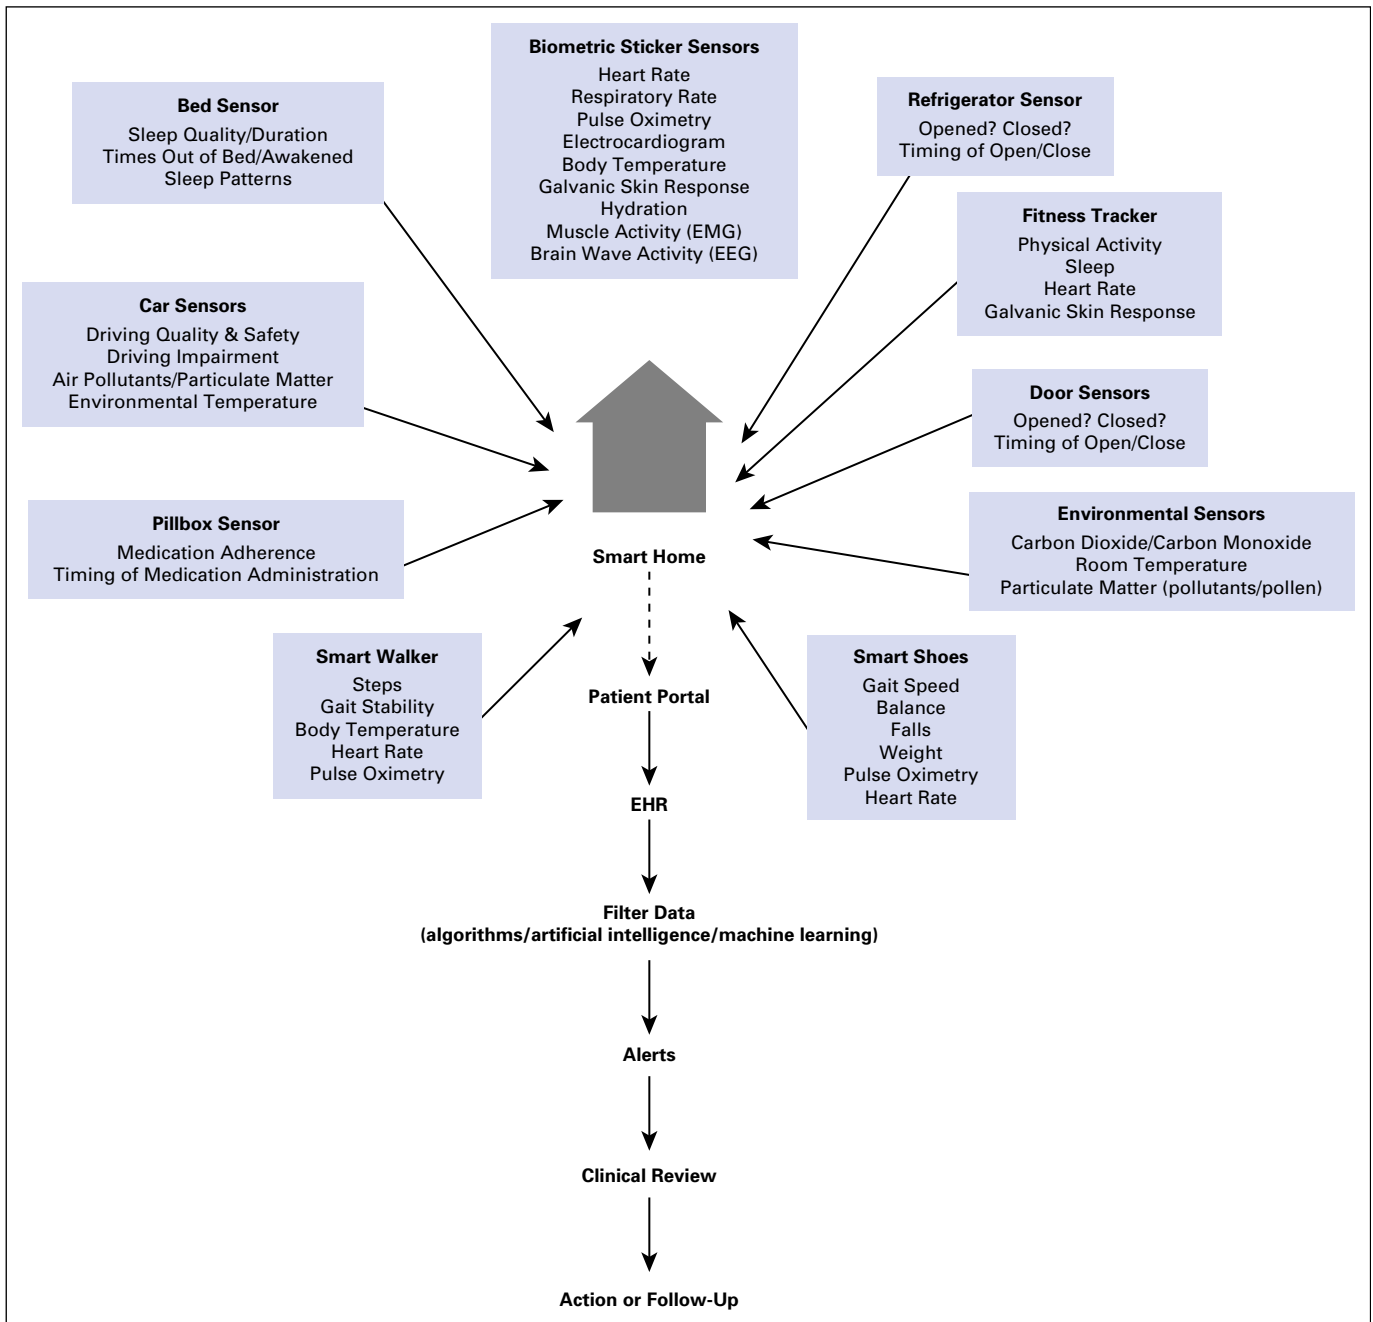 Biometric Sticker Sensors
Heart Rate
Respiratory Rate
Pulse Oximetry
Electrocardiogram
Body Temperature
Galvanic Skin Response
Hydration
Muscle Activity (EMG)
Brain Wave Activity (EEG)
Bed Sensor
Sleep Quality/Duration
Times Out of Bed/Awakened
Sleep Patterns
Refrigerator Sensor
Opened? Closed?
Timing of Open/Close
Fitness Tracker
Physical Activity
Sleep
Heart Rate
Galvanic Skin Response
Car Sensors
Driving Quality & Safety
Driving Impairment
Air Pollutants/Particulate Matter
Environmental Temperature
Door Sensors
Opened? Closed?
Timing of Open/Close
Pillbox Sensor
Medication Adherence
Timing of Medication Administration
Environmental Sensors
Carbon Dioxide/Carbon Monoxide
Room Temperature
Particulate Matter (pollutants/pollen)
Smart Home
Smart Walker
Steps
Gait Stability
Body Temperature
Heart Rate
Pulse Oximetry
Smart Shoes
Gait Speed
Balance
Falls
Weight
Pulse Oximetry
Heart Rate
Patient Portal
EHR
Filter Data
(algorithms/artificial intelligence/machine learning)
Alerts
Clinical Review
Action or Follow-Up